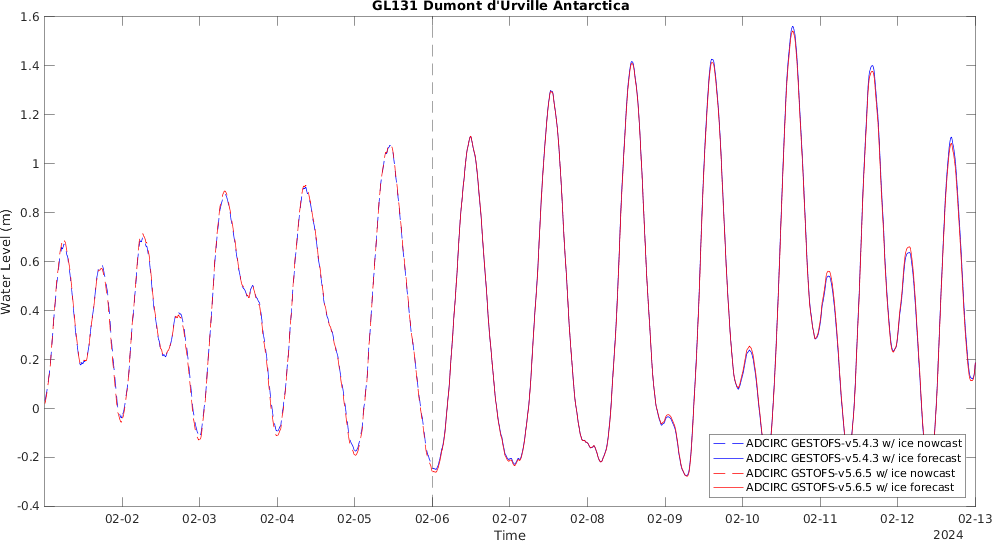 GL131 Dumont d'Urville Antarctica
1.6
1.4
1.2
1
0.8
0.6
0.4
0.2
0
-0.2
-0.4
Water Level (m)
ADCIRC GESTOFS-v5.4.3 w/ ice nowcast
ADCIRC GESTOFS-v5.4.3 w/ ice forecast
ADCIRC GSTOFS-v5.6.5 w/ ice nowcast
ADCIRC GSTOFS-v5.6.5 w/ ice forecast
02-02 02-03 02-04 02-05 02-06 02-07 02-08 02-09 02-10 02-11 02-12 02-13
Time
2024